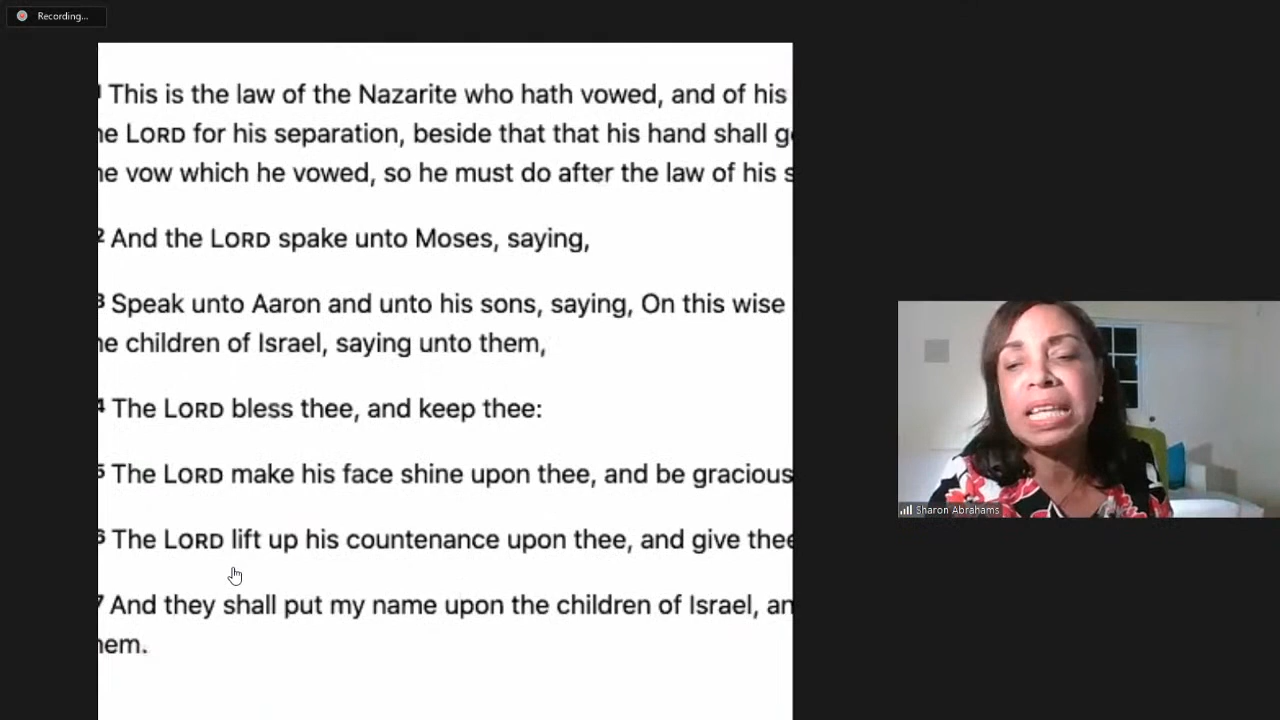 Recording...
This is the law of the Nazarite who hath vowed, and of his
he LORD for his separation, beside that that his hand shall g
he vow which he vowed, so he must do after the law of his s
2 And the LORD spake unto Moses, saying,
3 Speak unto Aaron and unto his sons, saying, On this wise
he children of Israel, saying unto them,
4 The LORD bless thee, and keep thee:
5 The LORD make his face shine upon thee, and be gracious
6 The LORD lift up his countenance upon thee, and give thee
7 And they shall put my name upon the children of Israel, an
hem.
Sharon Abrahams